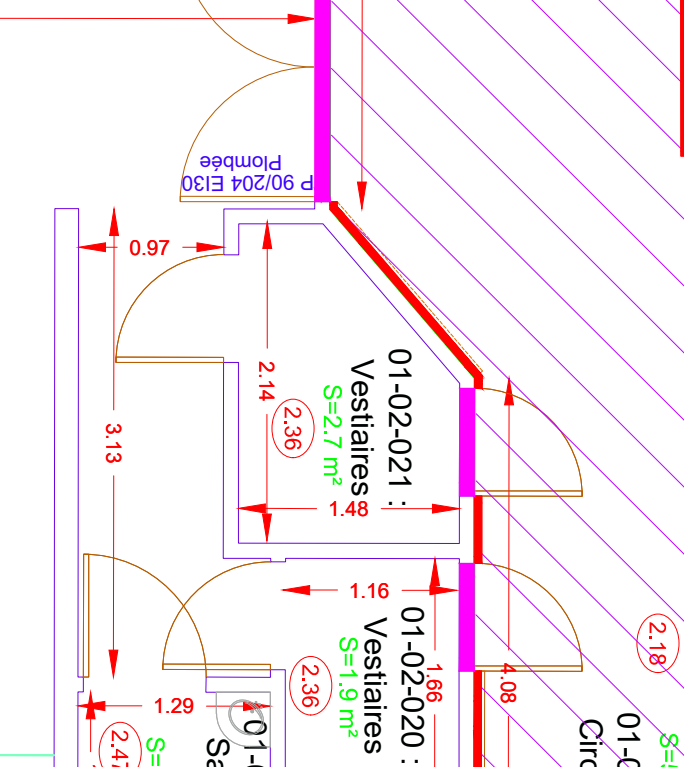 P 90/204 EI30
Plombée
0.97
3.13
2.14
01-02-021 :
Vestiaires
S=2.7 m²
2.36
1.48
1.16
01-02-020 :
Vestiaires
S=1.9 m²
2.36
1.66
4.08
2.18
1.29
S=